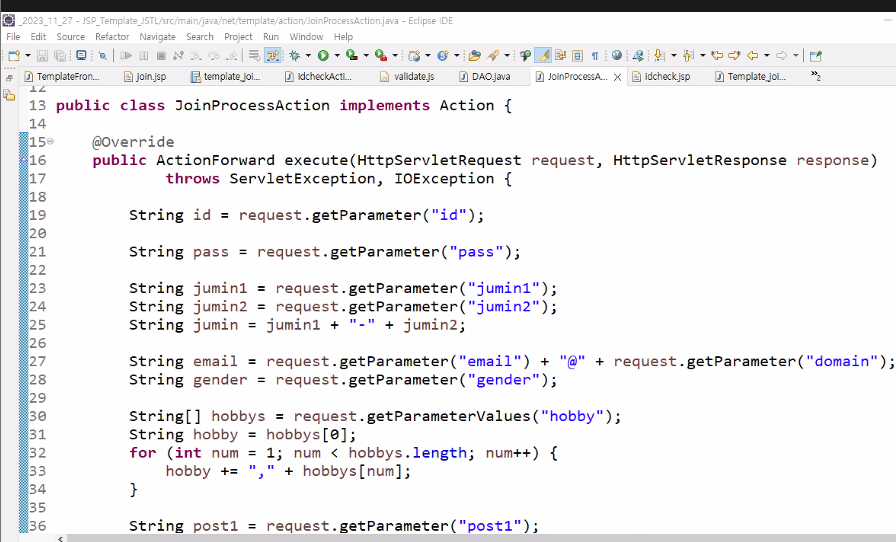 _2023_11_27 - JSP_Template_JSTL/src/main/java/net/template/action/JoinProcessAction.java - Eclipse IDE
File Edit Source Refactor Navigate Search Project Run Window Help
TemplateFron... join.jsp template_joi... IdcheckActi... validate.js DAO.java JoinProcessA... idcheck.jsp Template_joi... »2
12
13 public class JoinProcessAction implements Action {
14
15 @Override
16 public ActionForward execute(HttpServletRequest request, HttpServletResponse response)
17 throws ServletException, IOException {
18
19 String id = request.getParameter("id");
20
21 String pass = request.getParameter("pass");
22
23 String jumin1 = request.getParameter("jumin1");
24 String jumin2 = request.getParameter("jumin2");
25 String jumin = jumin1 + "-" + jumin2;
26
27 String email = request.getParameter("email") + "@" + request.getParameter("domain");
28 String gender = request.getParameter("gender");
29
30 String[] hobbys = request.getParameterValues("hobby");
31 String hobby = hobbys[0];
32 for (int num = 1; num < hobbys.length; num++) {
33 hobby += "," + hobbys[num];
34 }
35
36 String post1 = request.getParameter("post1");